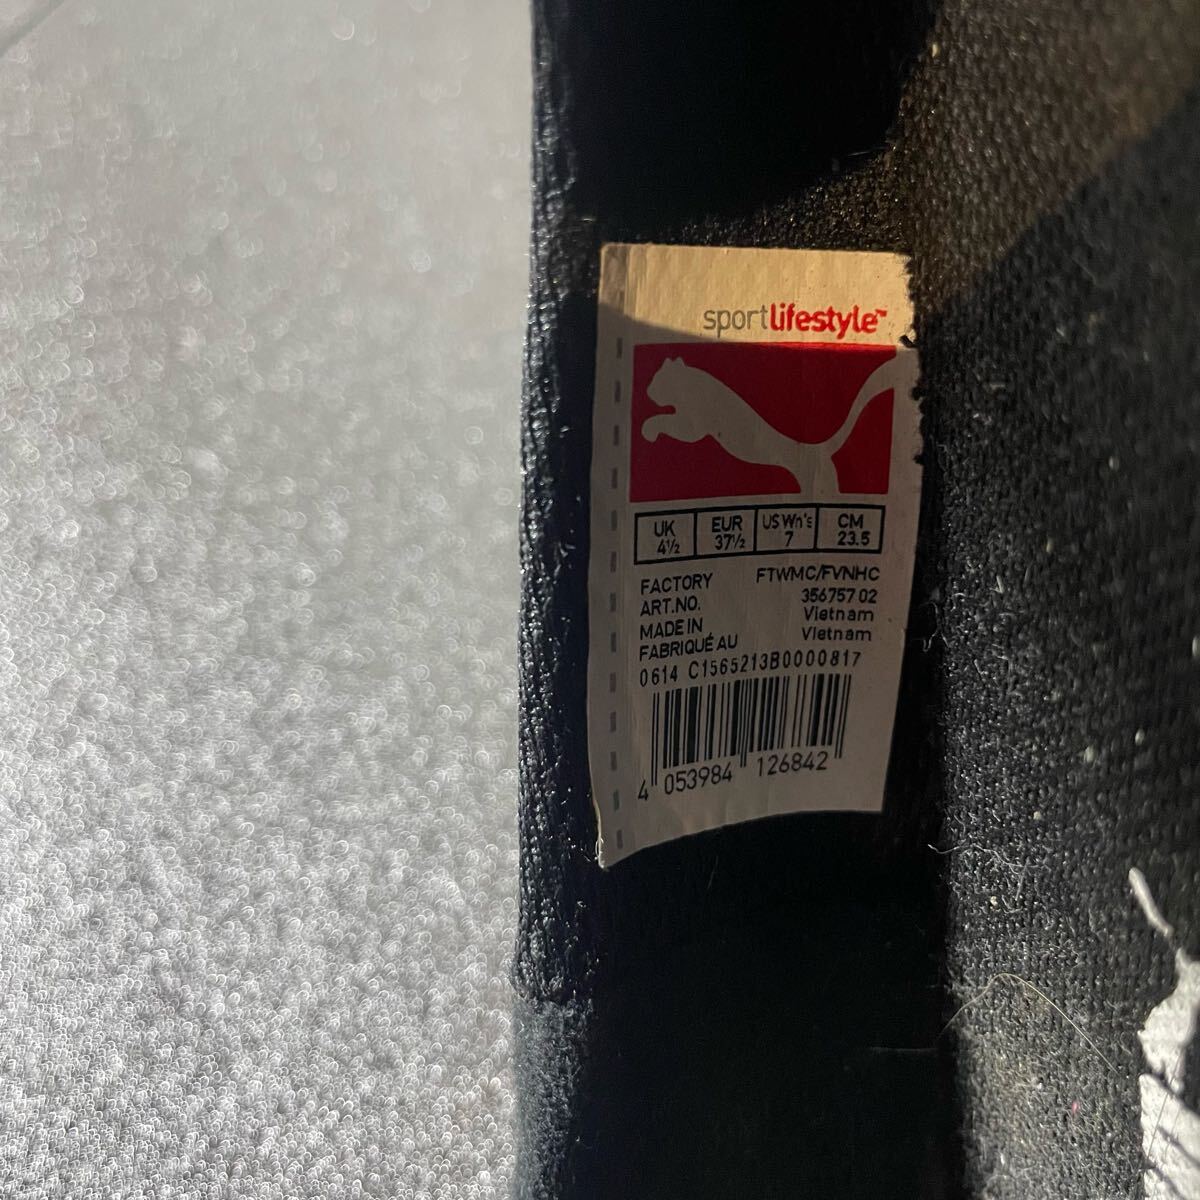 sportlifestyle™
UK EUR US Wn's CM
4½ 37½ 7 23.5
FACTORY FTWMC/FVNHC
ART.NO. 356757 02
MADE IN Vietnam
FABRIQUÉ AU Vietnam
0614 C1565213B0000817
4 053984 126842